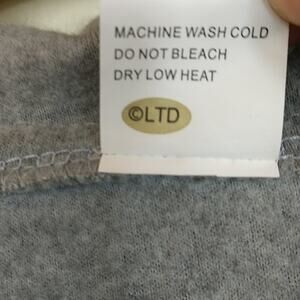 MACHINE WASH COLD
DO NOT BLEACH
DRY LOW HEAT
©LTD